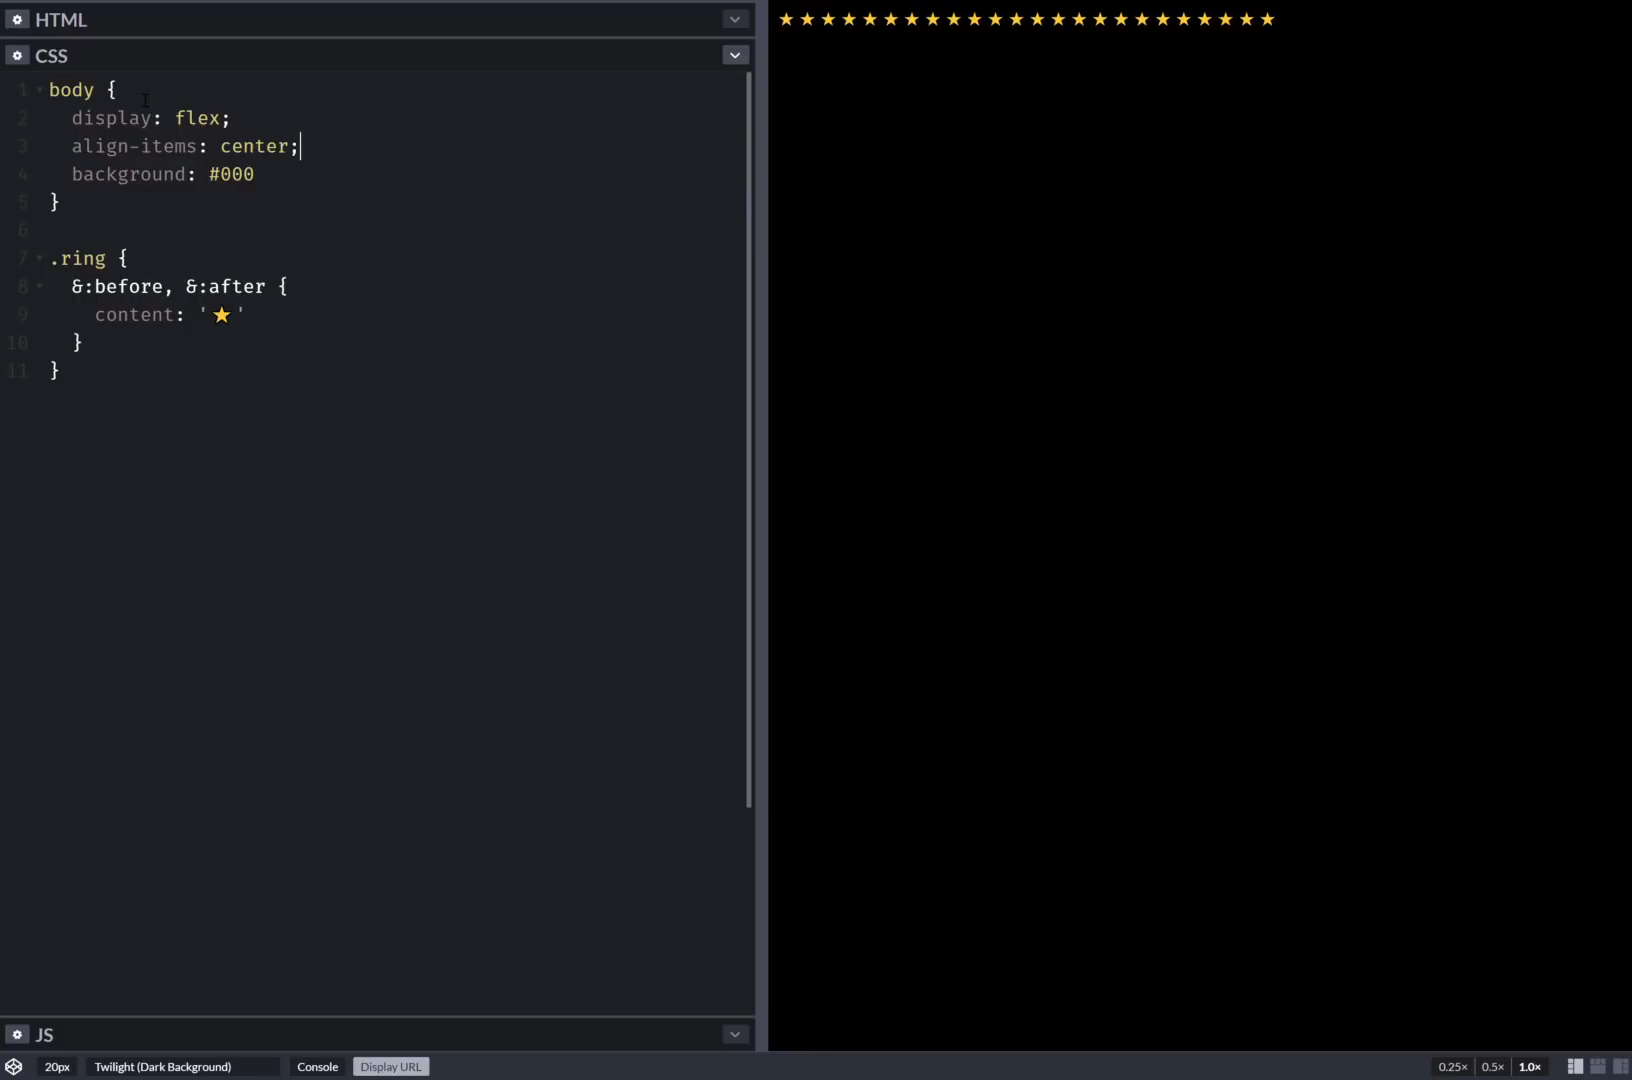 HTML
CSS
1 body {
2 display: flex;
3 align-items: center;
4 background: #000
5 }
6
7 .ring {
8 &:before, &:after {
9 content: '⭐'
10 }
11 }
JS
20px Twilight (Dark Background) Console Display URL 0.25× 0.5× 1.0×